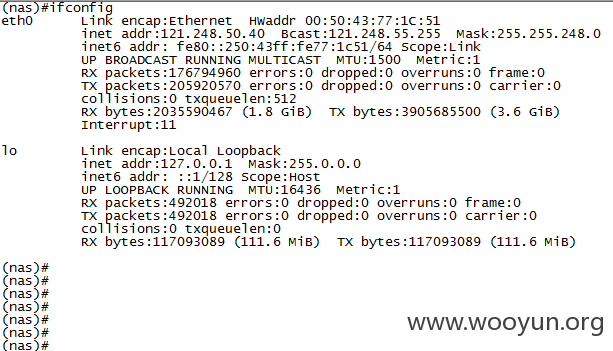 (nas)#ifconfig
eth0 Link encap:Ethernet HWaddr 00:50:43:77:1C:51
inet addr:121.248.50.40 Bcast:121.248.55.255 Mask:255.255.248.0
inet6 addr: fe80::250:43ff:fe77:1c51/64 Scope:Link
UP BROADCAST RUNNING MULTICAST MTU:1500 Metric:1
RX packets:176794960 errors:0 dropped:0 overruns:0 frame:0
TX packets:205920570 errors:0 dropped:0 overruns:0 carrier:0
collisions:0 txqueuelen:512
RX bytes:2035590467 (1.8 GiB) TX bytes:3905685500 (3.6 GiB)
Interrupt:11
lo Link encap:Local Loopback
inet addr:127.0.0.1 Mask:255.0.0.0
inet6 addr: ::1/128 Scope:Host
UP LOOPBACK RUNNING MTU:16436 Metric:1
RX packets:492018 errors:0 dropped:0 overruns:0 frame:0
TX packets:492018 errors:0 dropped:0 overruns:0 carrier:0
collisions:0 txqueuelen:0
RX bytes:117093089 (111.6 MiB) TX bytes:117093089 (111.6 MiB)
(nas)#
(nas)#
(nas)#
(nas)#
(nas)#
(nas)#
(nas)#
www.wooyun.org